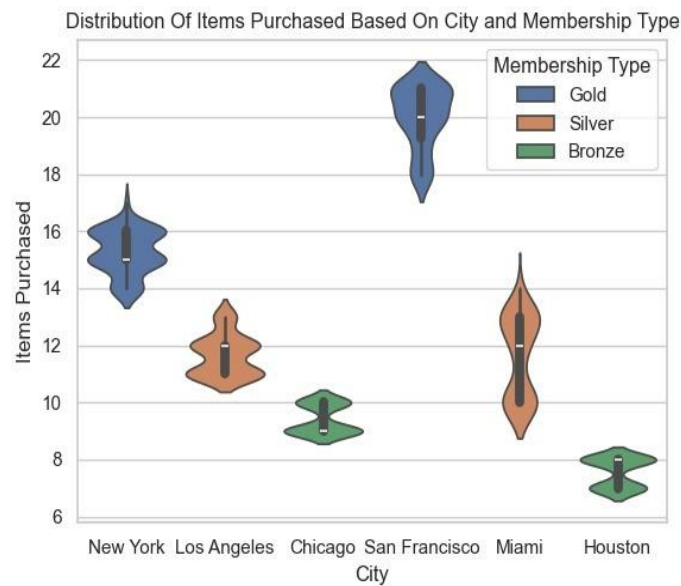 Distribution Of Items Purchased Based On City and Membership Type
Membership Type
Gold
Silver
Bronze
Items Purchased
22
20
18
16
14
12
10
8
6
New York Los Angeles Chicago San Francisco Miami Houston
City